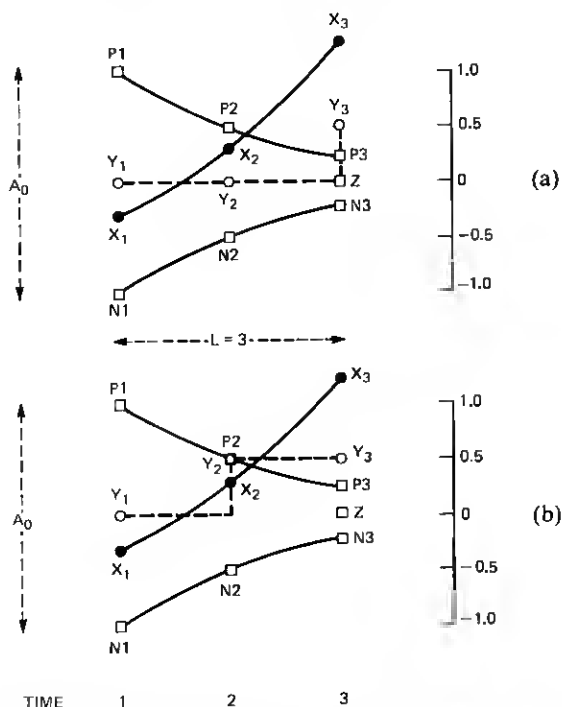 X3
P1
1.0
P2
Y3
0.5
Y1
X2
P3
A0
Z
0
(a)
Y2
N3
X1
N2
−0.5
N1
−1.0
L = 3
X3
P1
1.0
P2
Y2
Y3
0.5
X2
P3
Y1
A0
Z
0
(b)
N3
X1
N2
−0.5
N1
−1.0
TIME 1 2 3